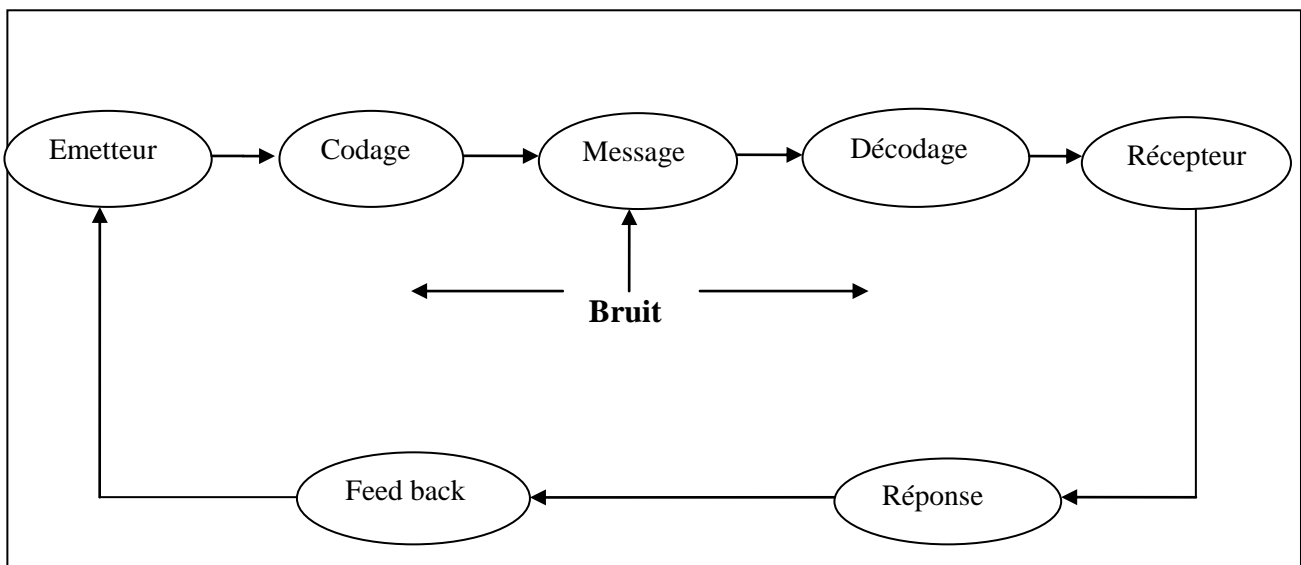 Emetteur
Codage
Message
Décodage
Récepteur
Bruit
Feed back
Réponse